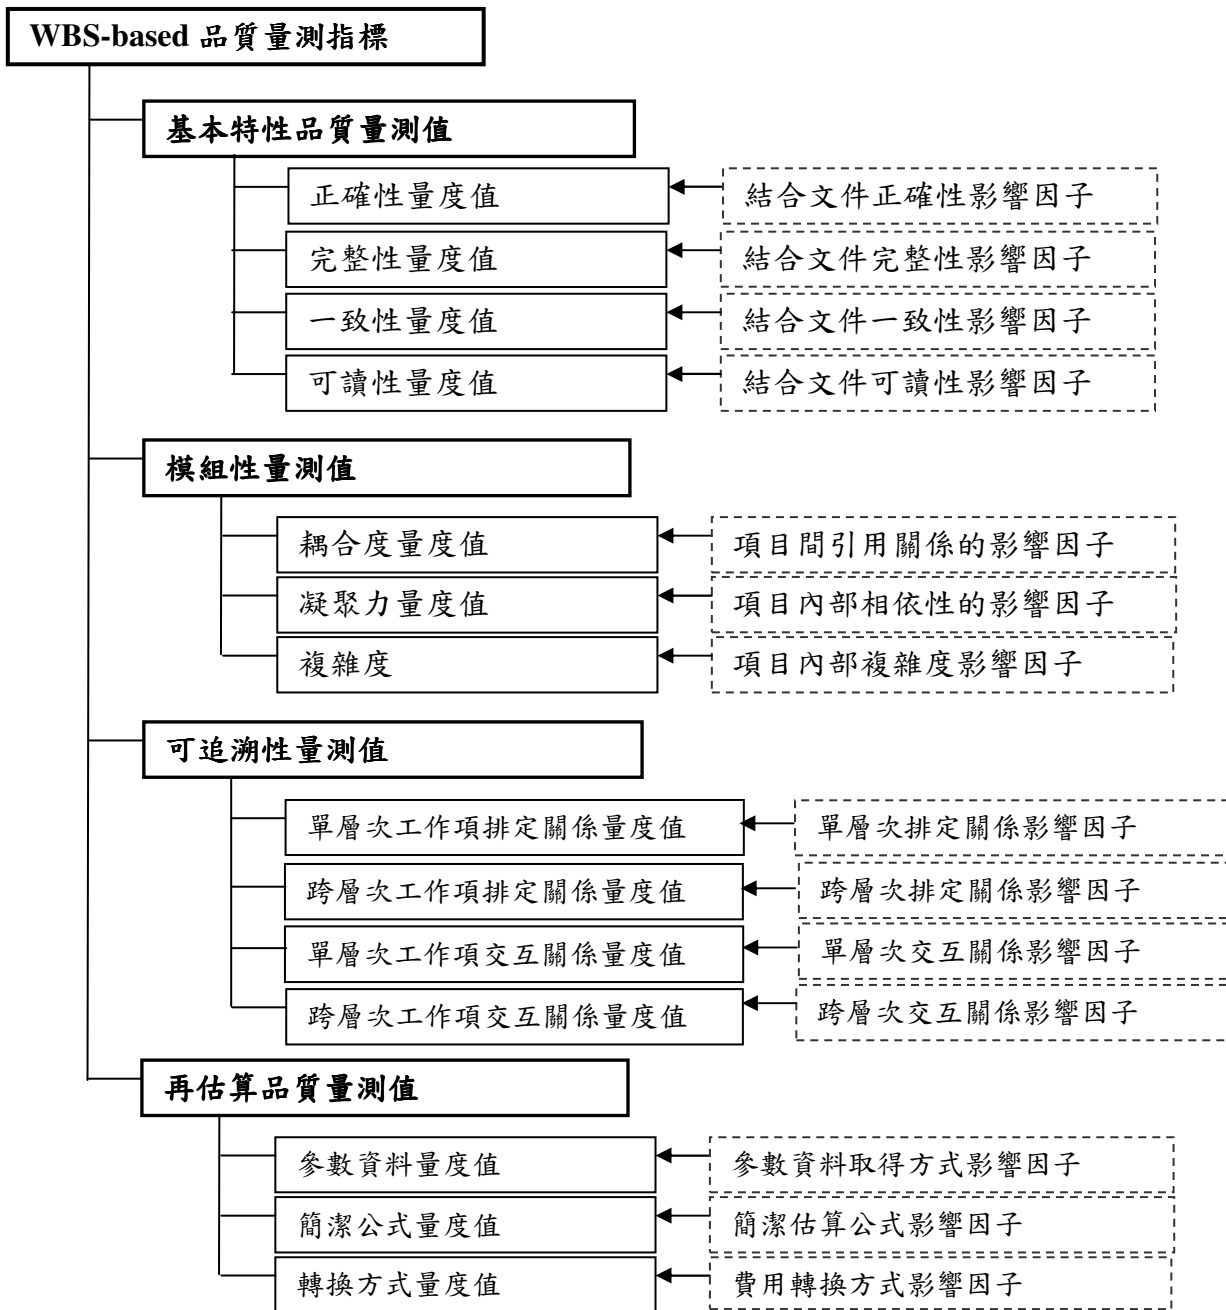 WBS-based 品質量測指標
基本特性品質量測值
正確性量度值
結合文件正確性影響因子
完整性量度值
結合文件完整性影響因子
一致性量度值
結合文件一致性影響因子
可讀性量度值
結合文件可讀性影響因子
模組性量測值
耦合度量度值
項目間引用關係的影響因子
凝聚力量度值
項目內部相依性的影響因子
複雜度
項目內部複雜度影響因子
可追溯性量測值
單層次工作項排定關係量度值
單層次排定關係影響因子
跨層次工作項排定關係量度值
跨層次排定關係影響因子
單層次工作項交互關係量度值
單層次交互關係影響因子
跨層次工作項交互關係量度值
跨層次交互關係影響因子
再估算品質量測值
參數資料量度值
參數資料取得方式影響因子
簡潔公式量度值
簡潔估算公式影響因子
轉換方式量度值
費用轉換方式影響因子